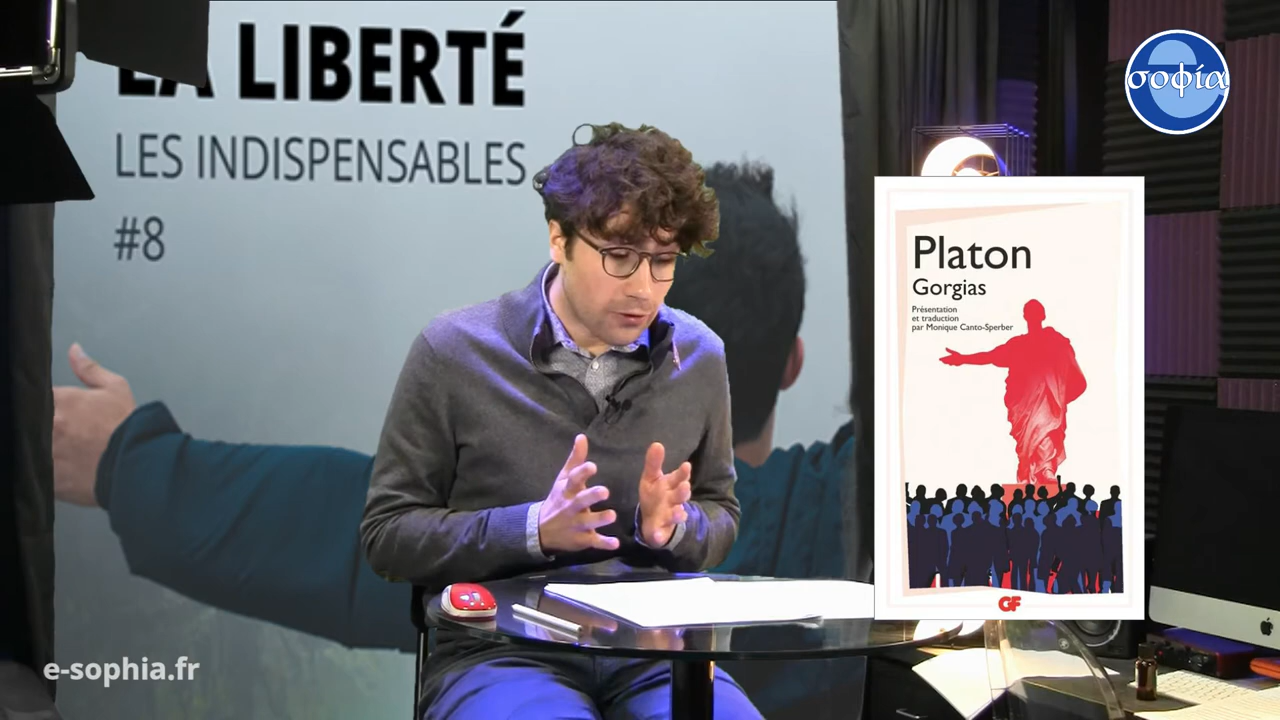 LA LIBERTÉ
LES INDISPENSABLES
#8
σοφία
Platon
Gorgias
Présentation
et traduction
par Monique Canto-Sperber
GF
e-sophia.fr